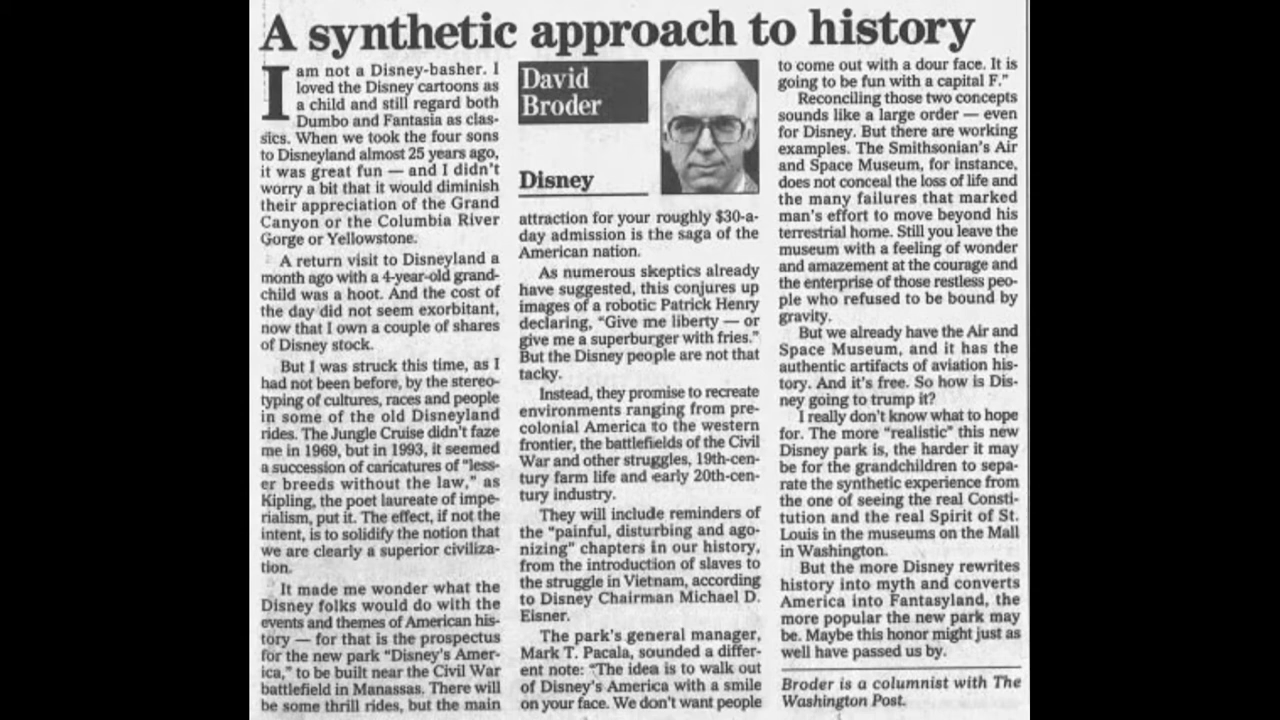 A synthetic approach to history
I am not a Disney-basher. I
loved the Disney cartoons as
a child and still regard both
Dumbo and Fantasia as clas-
sics. When we took the four sons
to Disneyland almost 25 years ago,
it was great fun — and I didn't
worry a bit that it would diminish
their appreciation of the Grand
Canyon or the Columbia River
Gorge or Yellowstone.
A return visit to Disneyland a
month ago with a 4-year-old grand-
child was a hoot. And the cost of
the day did not seem exorbitant,
now that I own a couple of shares
of Disney stock.
But I was struck this time, as I
had not been before, by the stereo-
typing of cultures, races and people
in some of the old Disneyland
rides. The Jungle Cruise didn't faze
me in 1969, but in 1993, it seemed
a succession of caricatures of "less-
er breeds without the law," as
Kipling, the poet laureate of impe-
rialism, put it. The effect, if not the
intent, is to solidify the notion that
we are clearly a superior civiliza-
tion.
It made me wonder what the
Disney folks would do with the
events and themes of American his-
tory — for that is the prospectus
for the new park "Disney's Amer-
ica," to be built near the Civil War
battlefield in Manassas. There will
be some thrill rides, but the main
David
Broder
Disney
attraction for your roughly $30-a-
day admission is the saga of the
American nation.
As numerous skeptics already
have suggested, this conjures up
images of a robotic Patrick Henry
declaring, "Give me liberty — or
give me a superburger with fries."
But the Disney people are not that
tacky.
Instead, they promise to recreate
environments ranging from pre-
colonial America to the western
frontier, the battlefields of the Civil
War and other struggles, 19th-cen-
tury farm life and early 20th-cen-
tury industry.
They will include reminders of
the "painful, disturbing and ago-
nizing" chapters in our history,
from the introduction of slaves to
the struggle in Vietnam, according
to Disney Chairman Michael D.
Eisner.
The park's general manager,
Mark T. Pacala, sounded a differ-
ent note: "The idea is to walk out
of Disney's America with a smile
on your face. We don't want people
to come out with a dour face. It is
going to be fun with a capital F."
Reconciling those two concepts
sounds like a large order — even
for Disney. But there are working
examples. The Smithsonian's Air
and Space Museum, for instance,
does not conceal the loss of life and
the many failures that marked
man's effort to move beyond his
terrestrial home. Still you leave the
museum with a feeling of wonder
and amazement at the courage and
the enterprise of those restless peo-
ple who refused to be bound by
gravity.
But we already have the Air and
Space Museum, and it has the
authentic artifacts of aviation his-
tory. And it's free. So how is Dis-
ney going to trump it?
I really don't know what to hope
for. The more "realistic" this new
Disney park is, the harder it may
be for the grandchildren to sepa-
rate the synthetic experience from
the one of seeing the real Consti-
tution and the real Spirit of St.
Louis in the museums on the Mall
in Washington.
But the more Disney rewrites
history into myth and converts
America into Fantasyland, the
more popular the new park may
be. Maybe this honor might just as
well have passed us by.
Broder is a columnist with The
Washington Post.